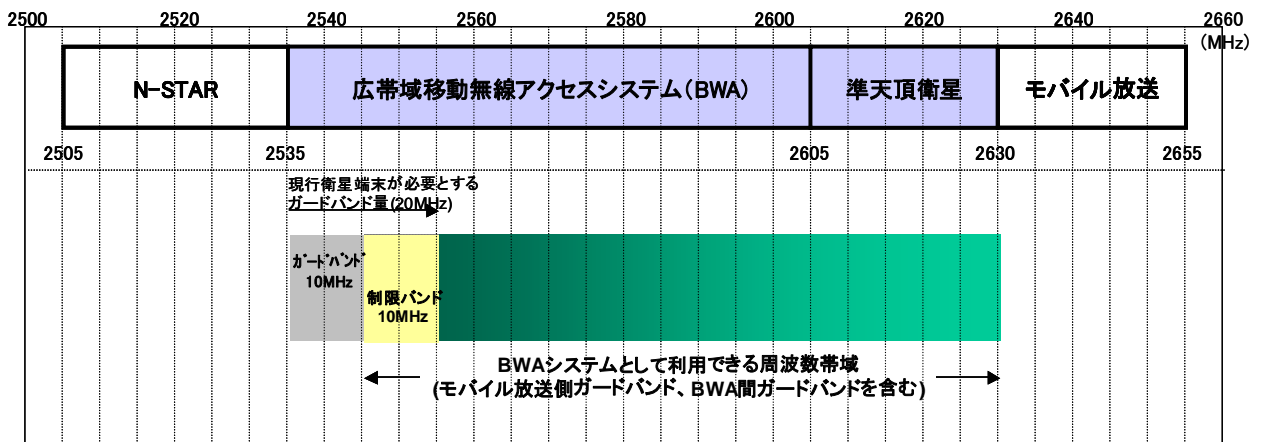 2500 2520 2540 2560 2580 2600 2620 2640 2660
(MHz)
N-STAR 広帯域移動無線アクセスシステム(BWA) 準天頂衛星 モバイル放送
2505 2535 2605 2630 2655
現行衛星端末が必要とする
ガードバンド量(20MHz)
ｶﾞｰﾄﾞﾊﾞﾝﾄﾞ
10MHz
制限バンド
10MHz
BWAシステムとして利用できる周波数帯域
(モバイル放送側ガードバンド、BWA間ガードバンドを含む)